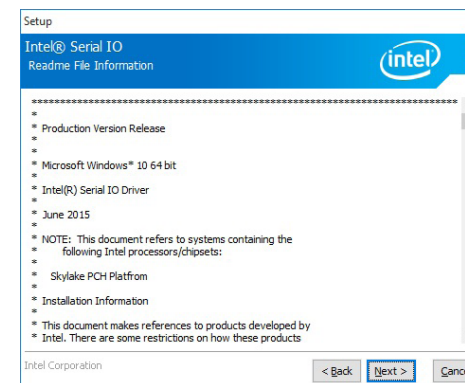 Setup
Intel® Serial IO
Readme File Information
intel®
*******************************************************************************
*
* Production Version Release
*
*
* Microsoft Windows* 10 64 bit
*
* Intel(R) Serial IO Driver
*
* June 2015
*
* NOTE: This document refers to systems containing the
* following Intel processors/chipsets:
*
* Skylake PCH Platfrom
*
* Installation Information
*
* This document makes references to products developed by
* Intel. There are some restrictions on how these products
Intel Corporation
< Back Next > Canc